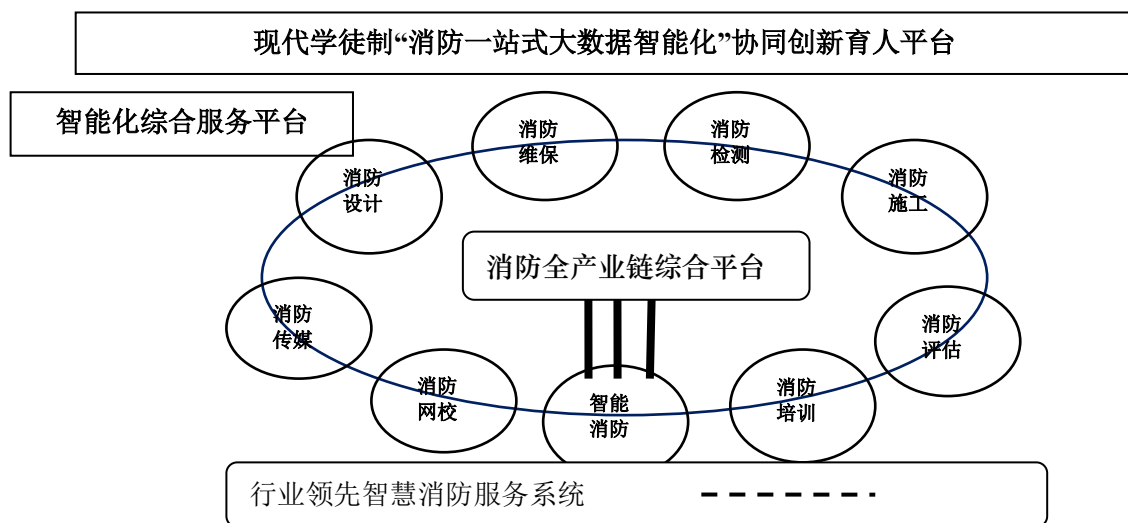 现代学徒制“消防一站式大数据智能化”协同创新育人平台
智能化综合服务平台
消防
维保
消防
检测
消防
设计
消防
施工
消防全产业链综合平台
消防
传媒
消防
评估
消防
网校
智能
消防
消防
培训
行业领先智慧消防服务系统